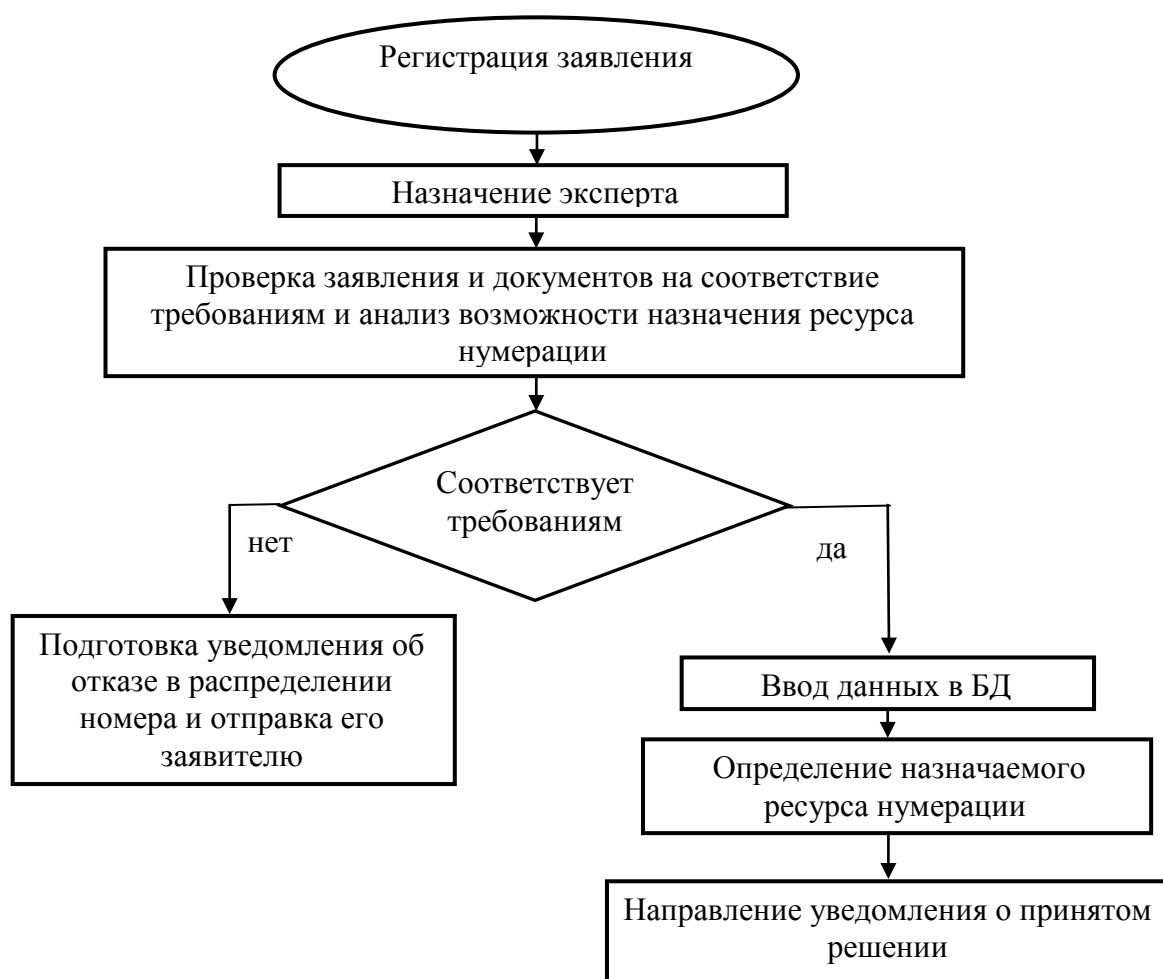 Регистрация заявления
Назначение эксперта
Проверка заявления и документов на соответствие
требованиям и анализ возможности назначения ресурса
нумерации
Соответствует
требованиям
нет
да
Подготовка уведомления об
отказе в распределении
номера и отправка его
заявителю
Ввод данных в БД
Определение назначаемого
ресурса нумерации
Направление уведомления о принятом
решении